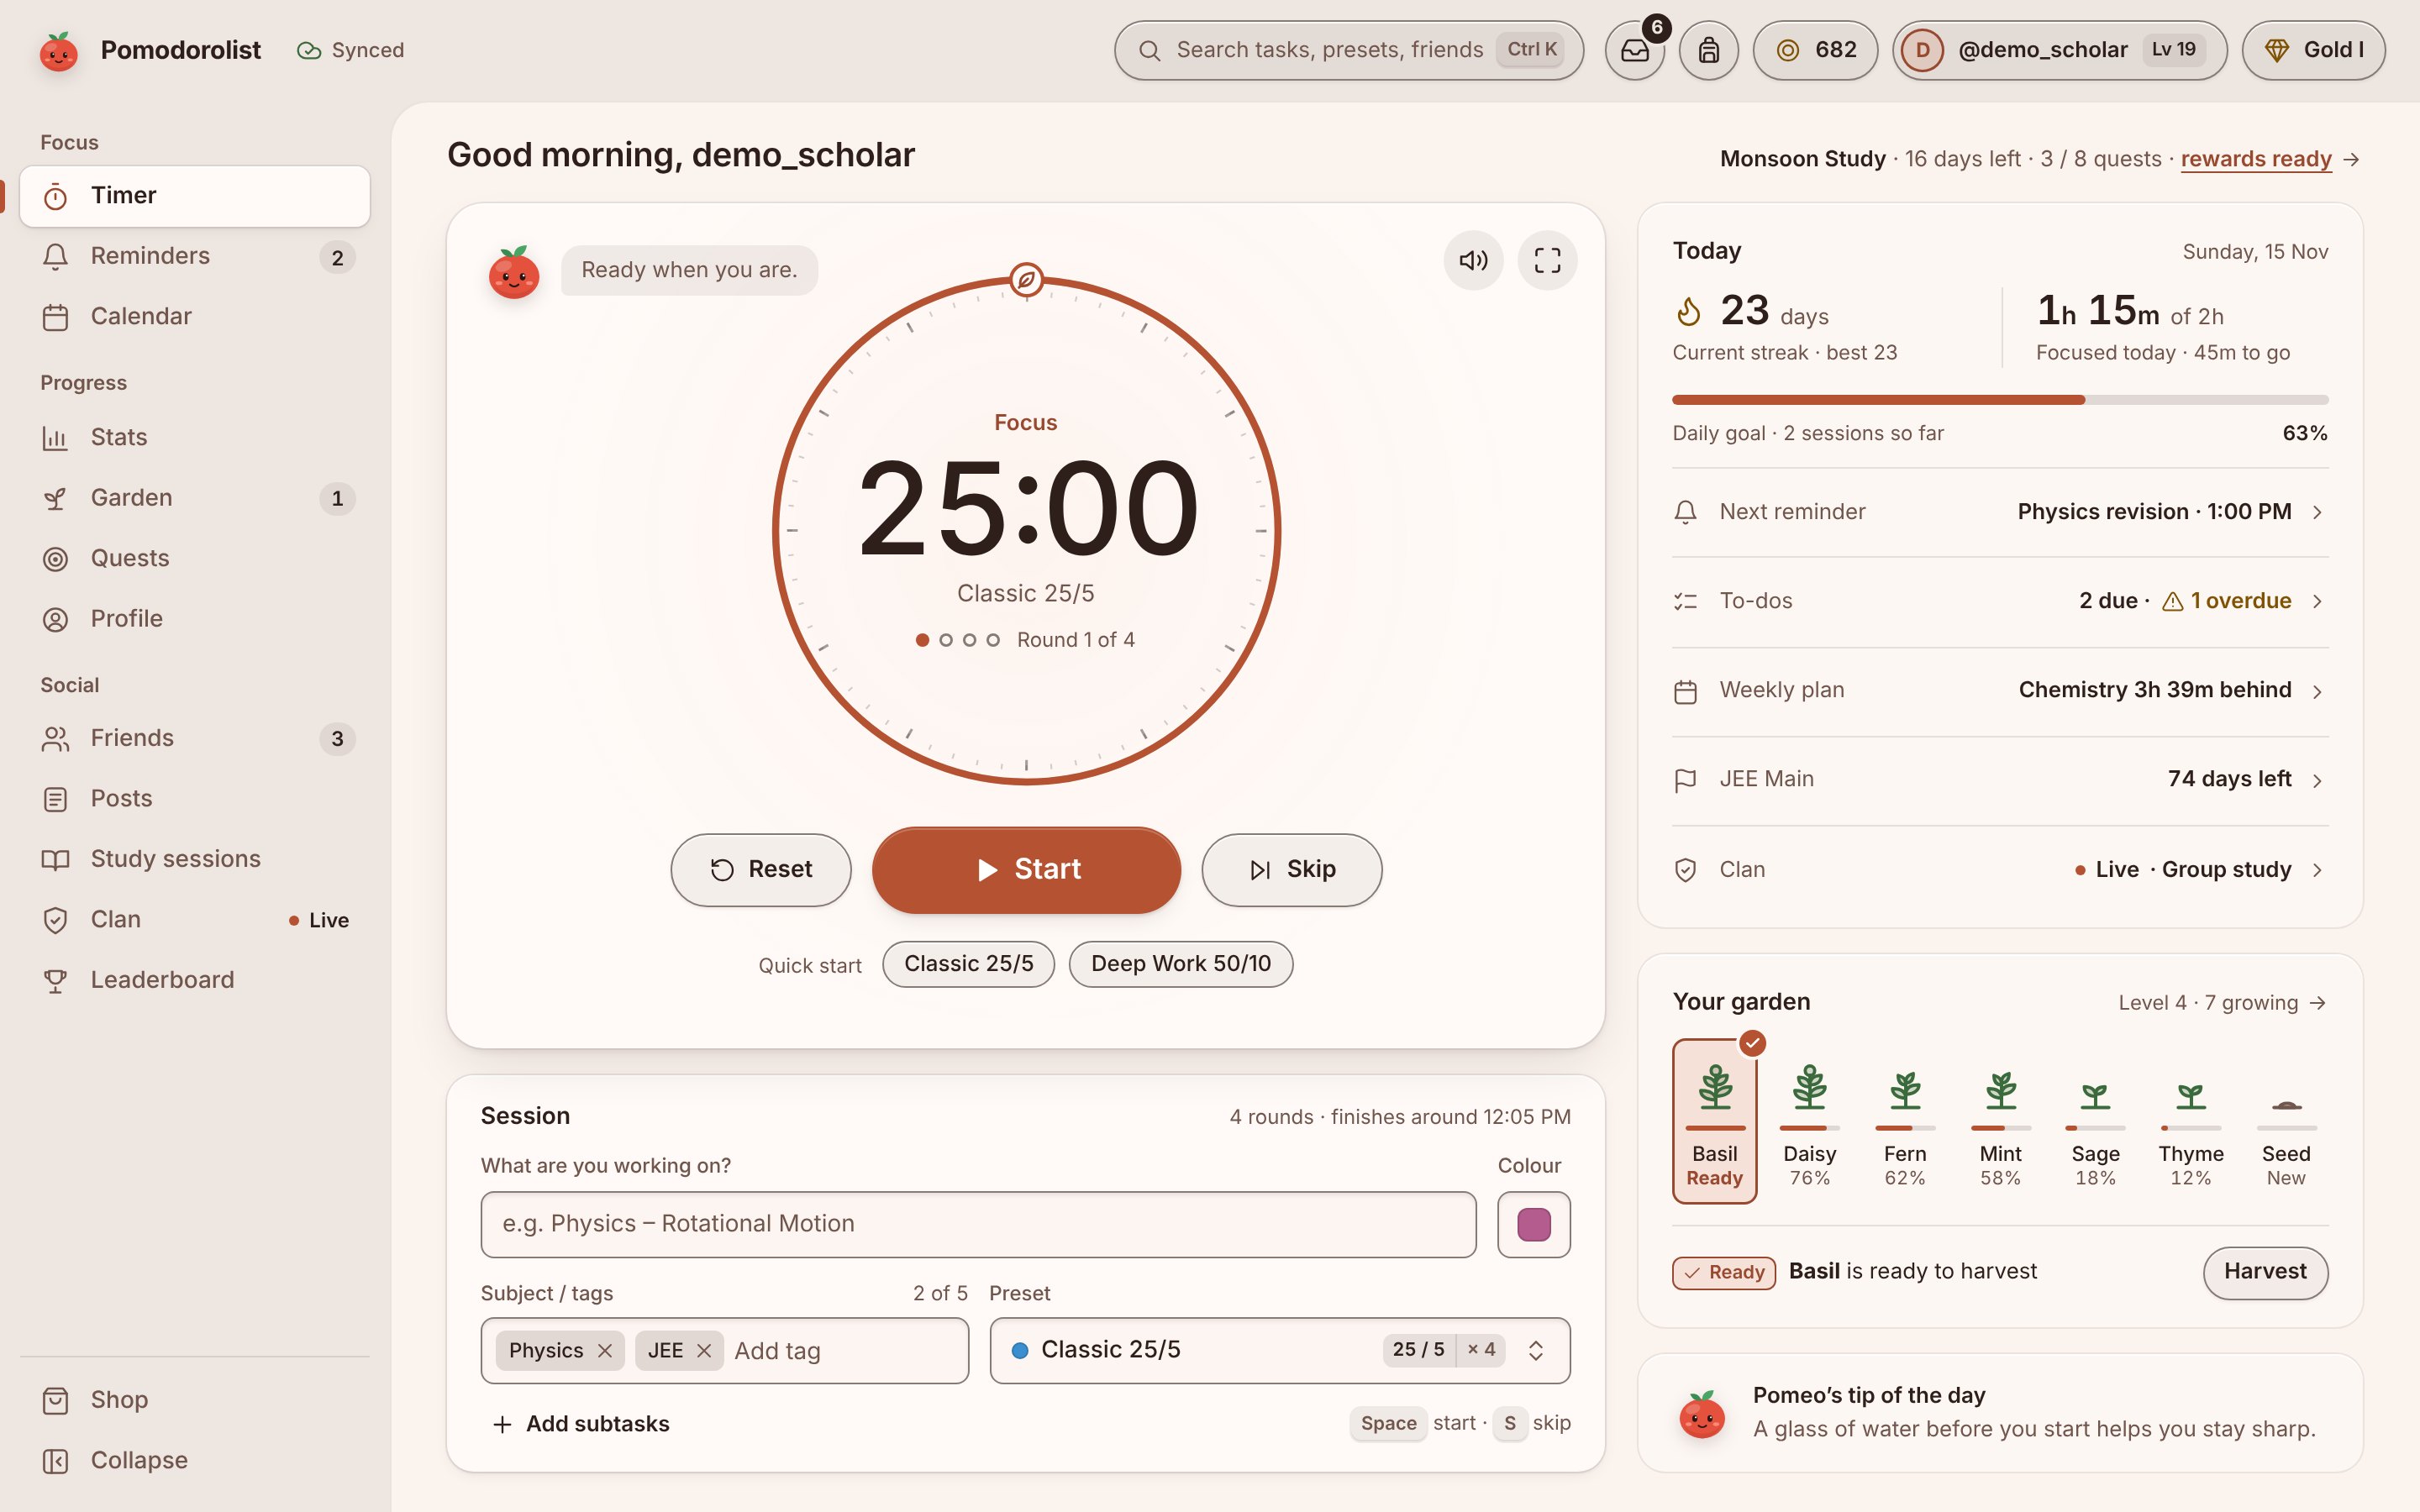 Pomodorolist
Synced
Search tasks, presets, friends Ctrl K
6
682
D @demo_scholar Lv 19
Gold I
Focus
Timer
Reminders 2
Calendar
Progress
Stats
Garden 1
Quests
Profile
Social
Friends 3
Posts
Study sessions
Clan Live
Leaderboard
Shop
Collapse
Good morning, demo_scholar
Monsoon Study · 16 days left · 3 / 8 quests · rewards ready →
Ready when you are.
Focus
25:00
Classic 25/5
Round 1 of 4
Reset
Start
Skip
Quick start Classic 25/5 Deep Work 50/10
Session
4 rounds · finishes around 12:05 PM
What are you working on?
Colour
e.g. Physics – Rotational Motion
Subject / tags 2 of 5
Preset
Physics × JEE × Add tag
Classic 25/5 25 / 5 × 4
+ Add subtasks
Space start · S skip
Today
Sunday, 15 Nov
23 days
Current streak · best 23
1h 15m of 2h
Focused today · 45m to go
Daily goal · 2 sessions so far 63%
Next reminder Physics revision · 1:00 PM
To-dos 2 due · 1 overdue
Weekly plan Chemistry 3h 39m behind
JEE Main 74 days left
Clan Live · Group study
Your garden
Level 4 · 7 growing →
Basil Daisy Fern Mint Sage Thyme Seed
Ready 76% 62% 58% 18% 12% New
Ready Basil is ready to harvest
Harvest
Pomeo’s tip of the day
A glass of water before you start helps you stay sharp.